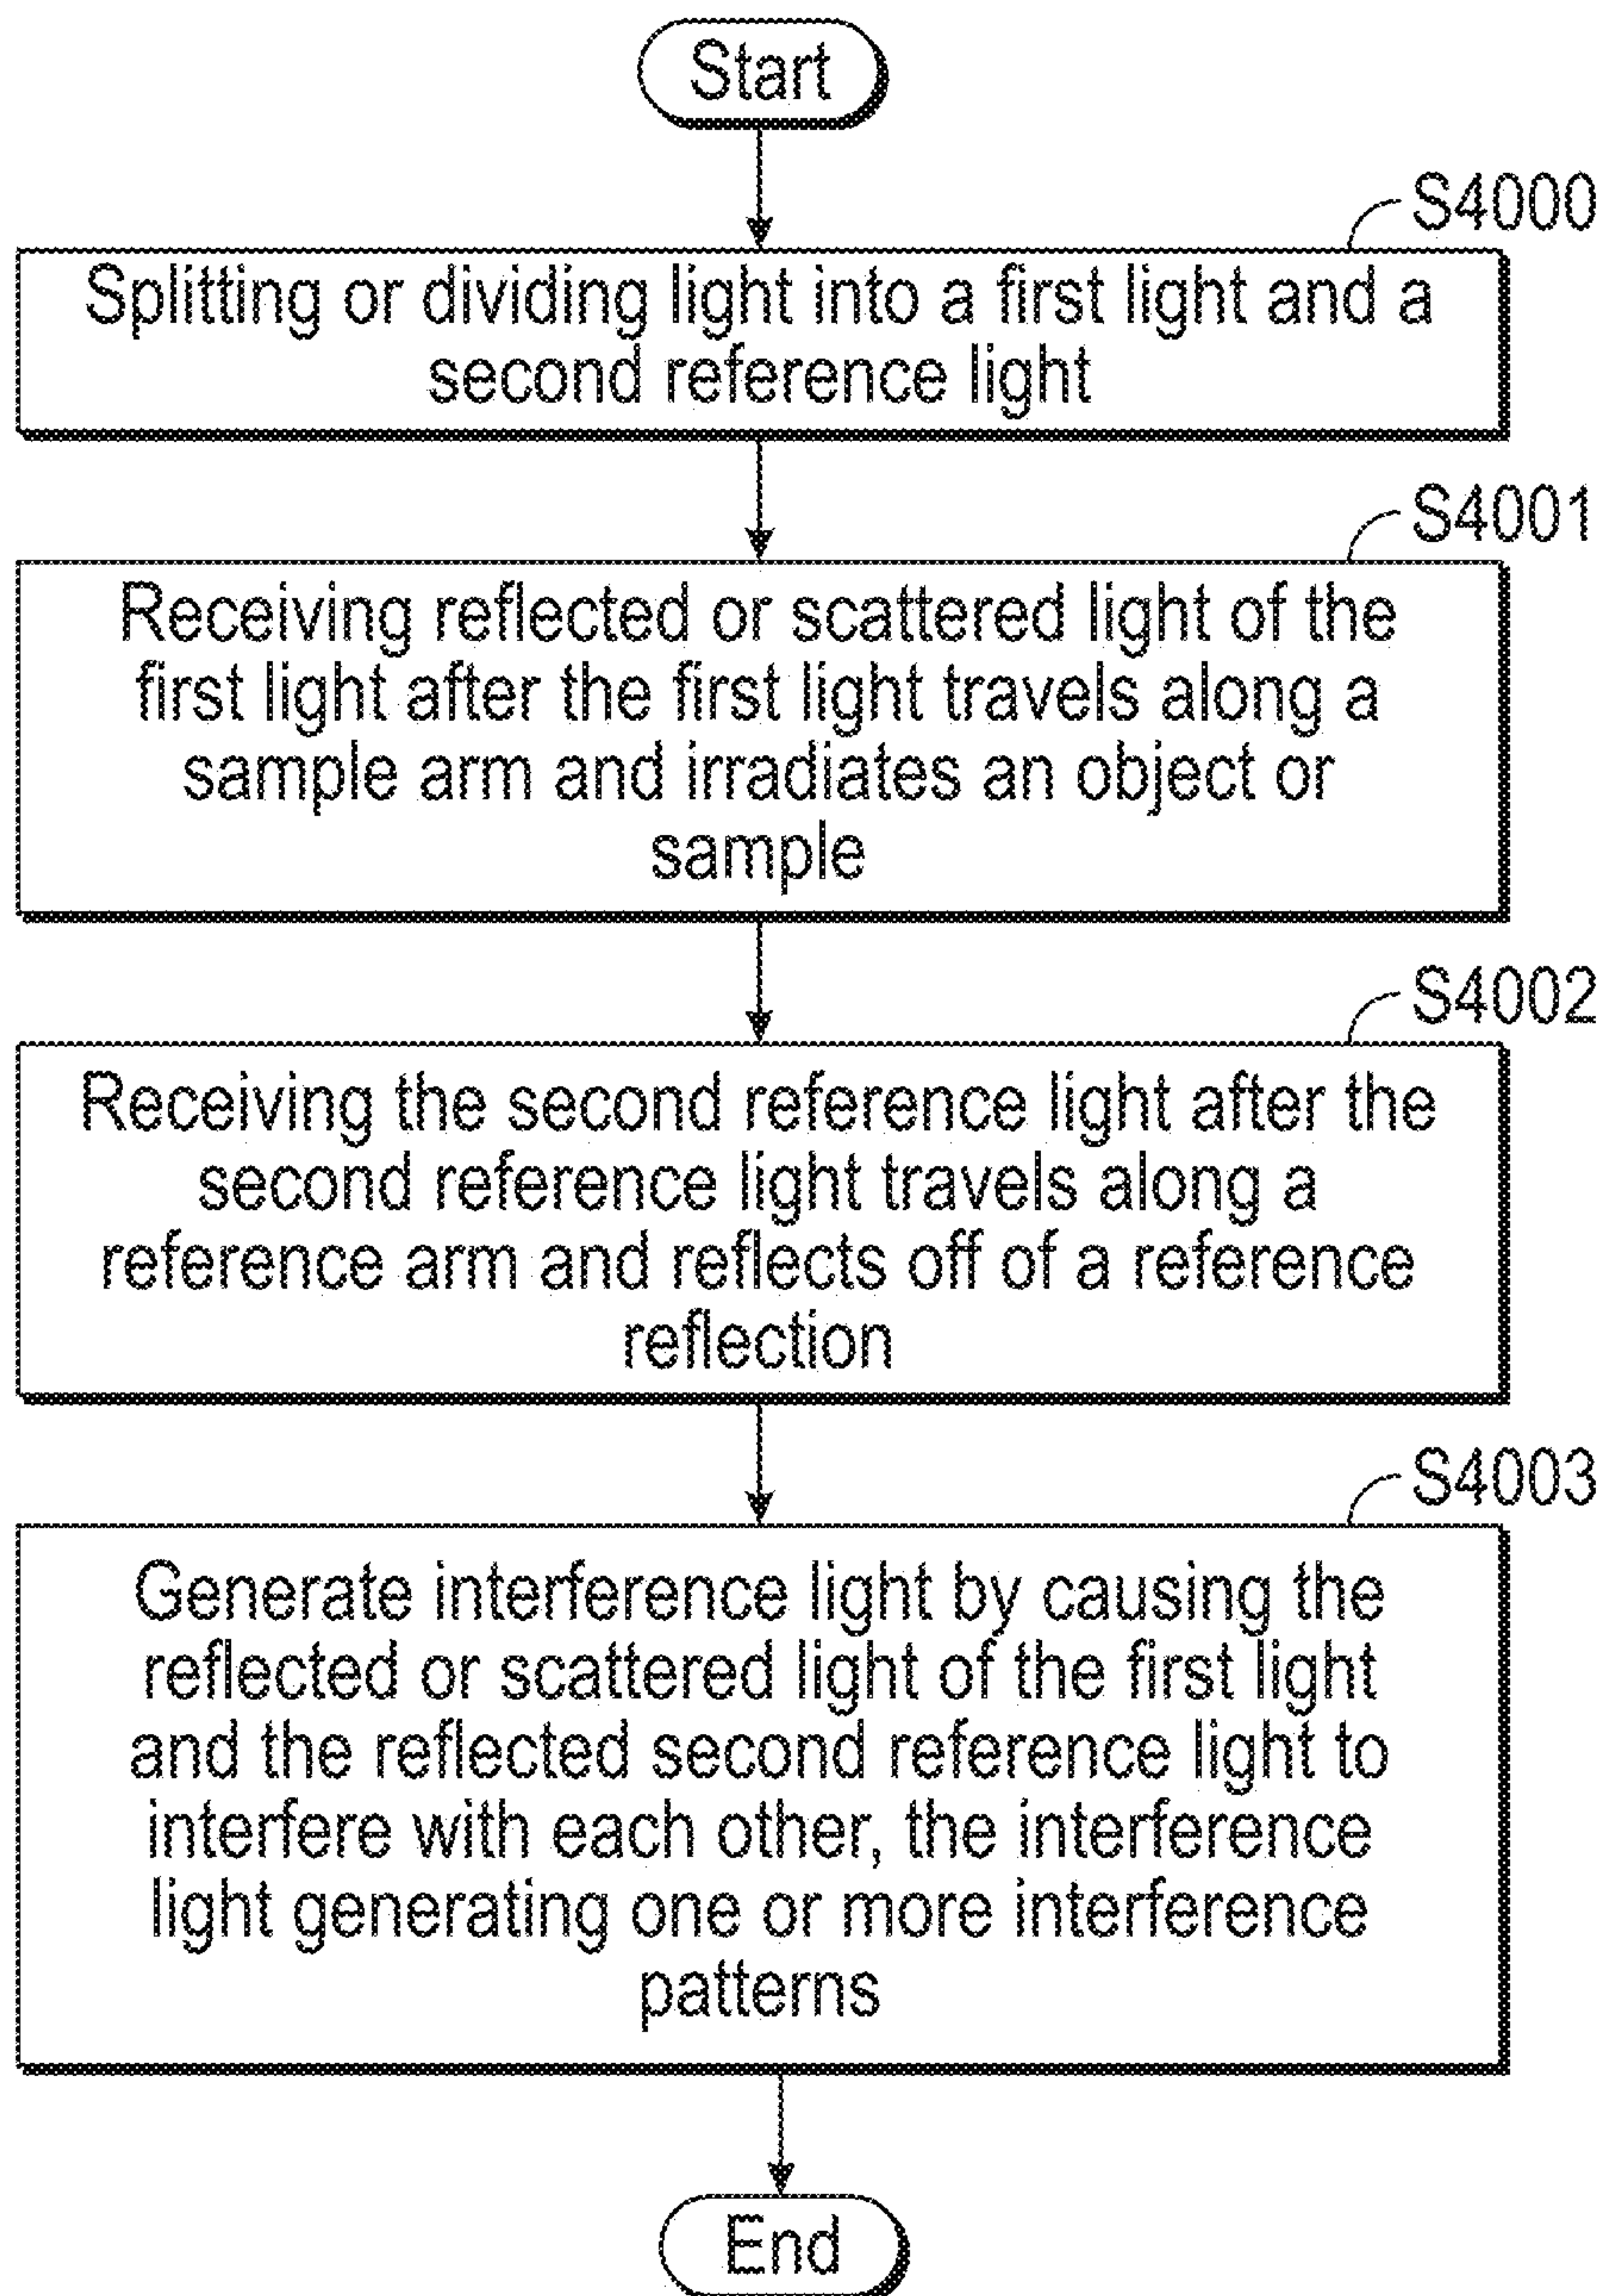 Start
S4000
Splitting or dividing light into a first light and a
second reference light
S4001
Receiving reflected or scattered light of the
first light after the first light travels along a
sample arm and irradiates an object or
sample
S4002
Receiving the second reference light after the
second reference light travels along a
reference arm and reflects off of a reference
reflection
S4003
Generate interference light by causing the
reflected or scattered light of the first light
and the reflected second reference light to
interfere with each other, the interference
light generating one or more interference
patterns
End